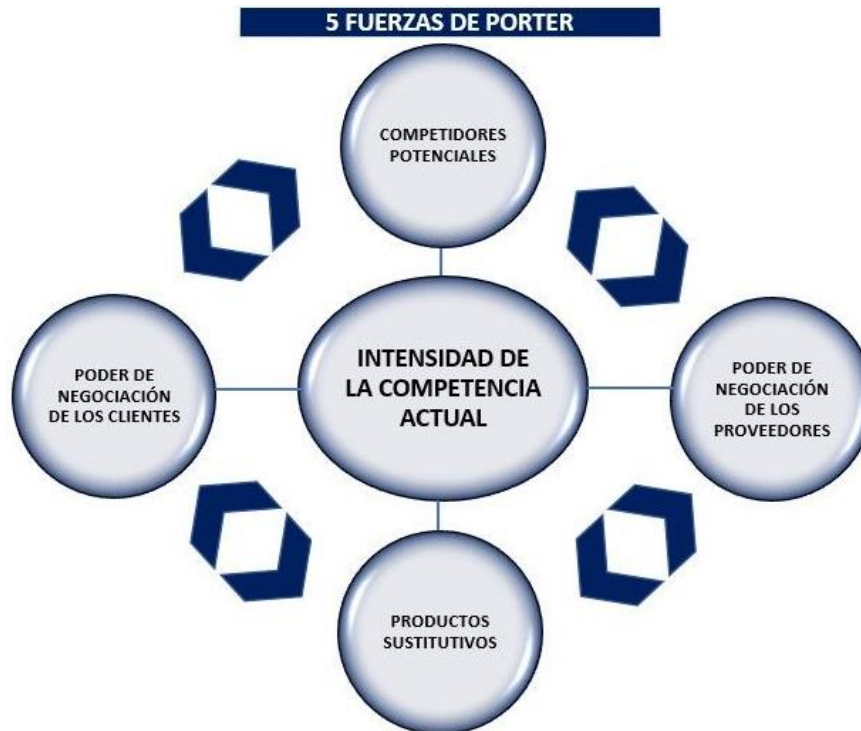 5 FUERZAS DE PORTER
COMPETIDORES
POTENCIALES
PODER DE
NEGOCIACIÓN
DE LOS CLIENTES
INTENSIDAD DE
LA COMPETENCIA
ACTUAL
PODER DE
NEGOCIACIÓN
DE LOS
PROVEEDORES
PRODUCTOS
SUSTITUTIVOS